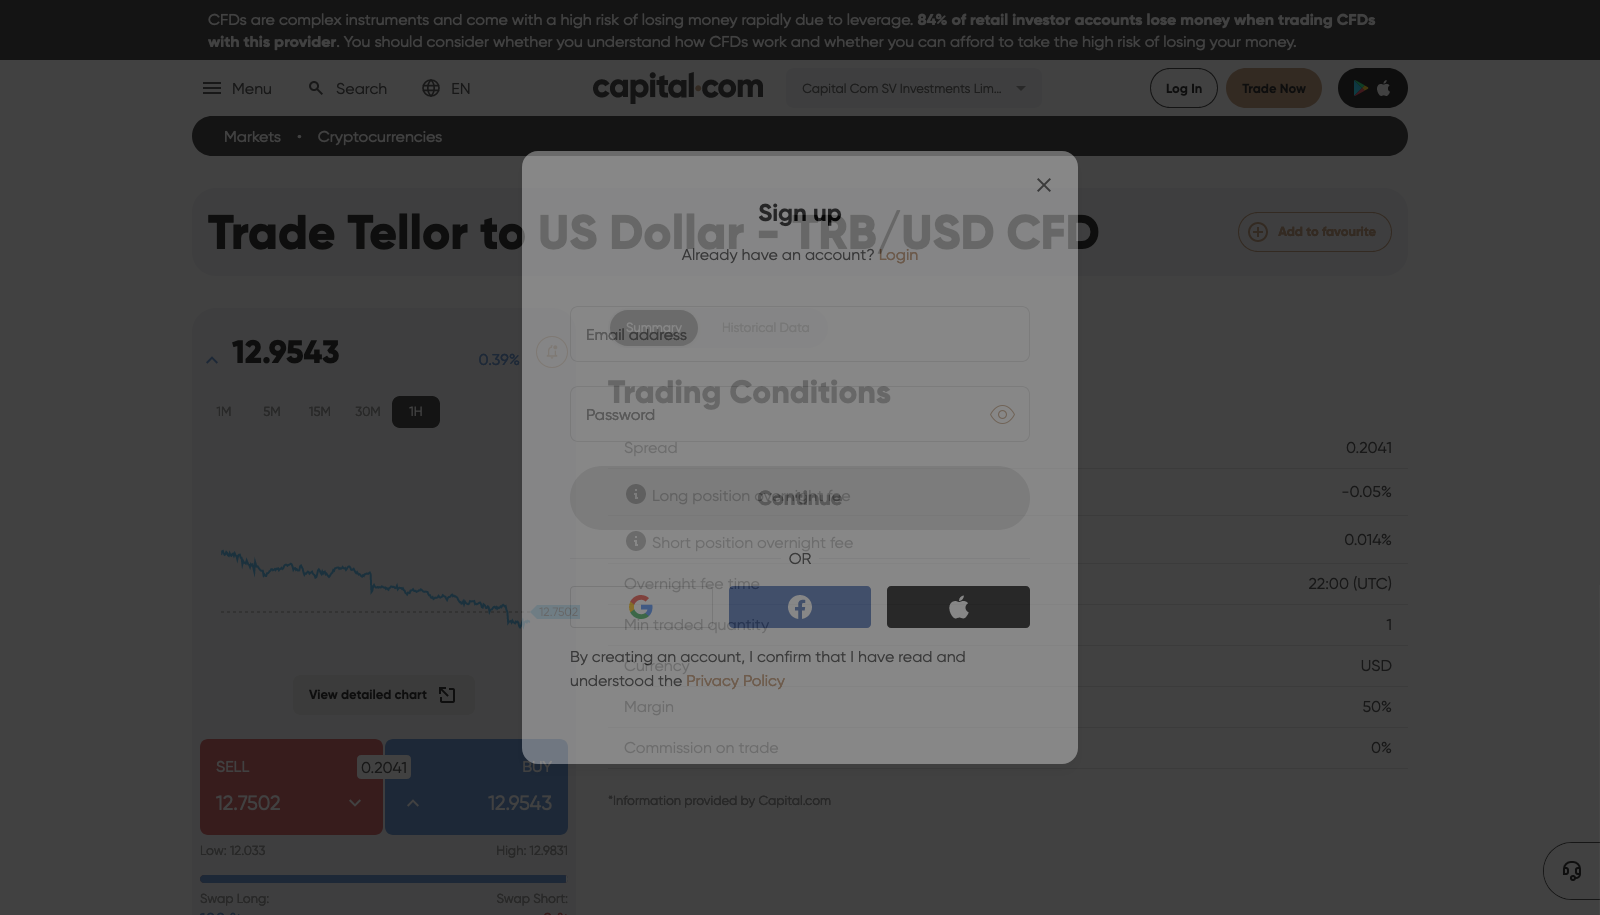 CFDs are complex instruments and come with a high risk of losing money rapidly due to leverage. 84% of retail investor accounts lose money when trading CFDs
with this provider. You should consider whether you understand how CFDs work and whether you can afford to take the high risk of losing your money.
Menu
Search
EN
capital.com
Capital Com SV Investments Lim...
Log In
Trade Now
Markets • Cryptocurrencies
Trade Tellor to US Dollar - TRB/USD CFD
Add to favourite
Sign up
Already have an account? Login
Email address
Password
Continue
OR
By creating an account, I confirm that I have read and
understood the Privacy Policy
12.9543
0.39%
1M 5M 15M 30M 1H
12.7502
View detailed chart
SELL
0.2041
BUY
12.7502
12.9543
Low: 12.033
High: 12.9831
Swap Long:
Swap Short:
Summary
Historical Data
Trading Conditions
Spread 0.2041
Long position overnight fee -0.05%
Short position overnight fee 0.014%
Overnight fee time 22:00 (UTC)
Min traded quantity 1
Currency USD
Margin 50%
Commission on trade 0%
*Information provided by Capital.com